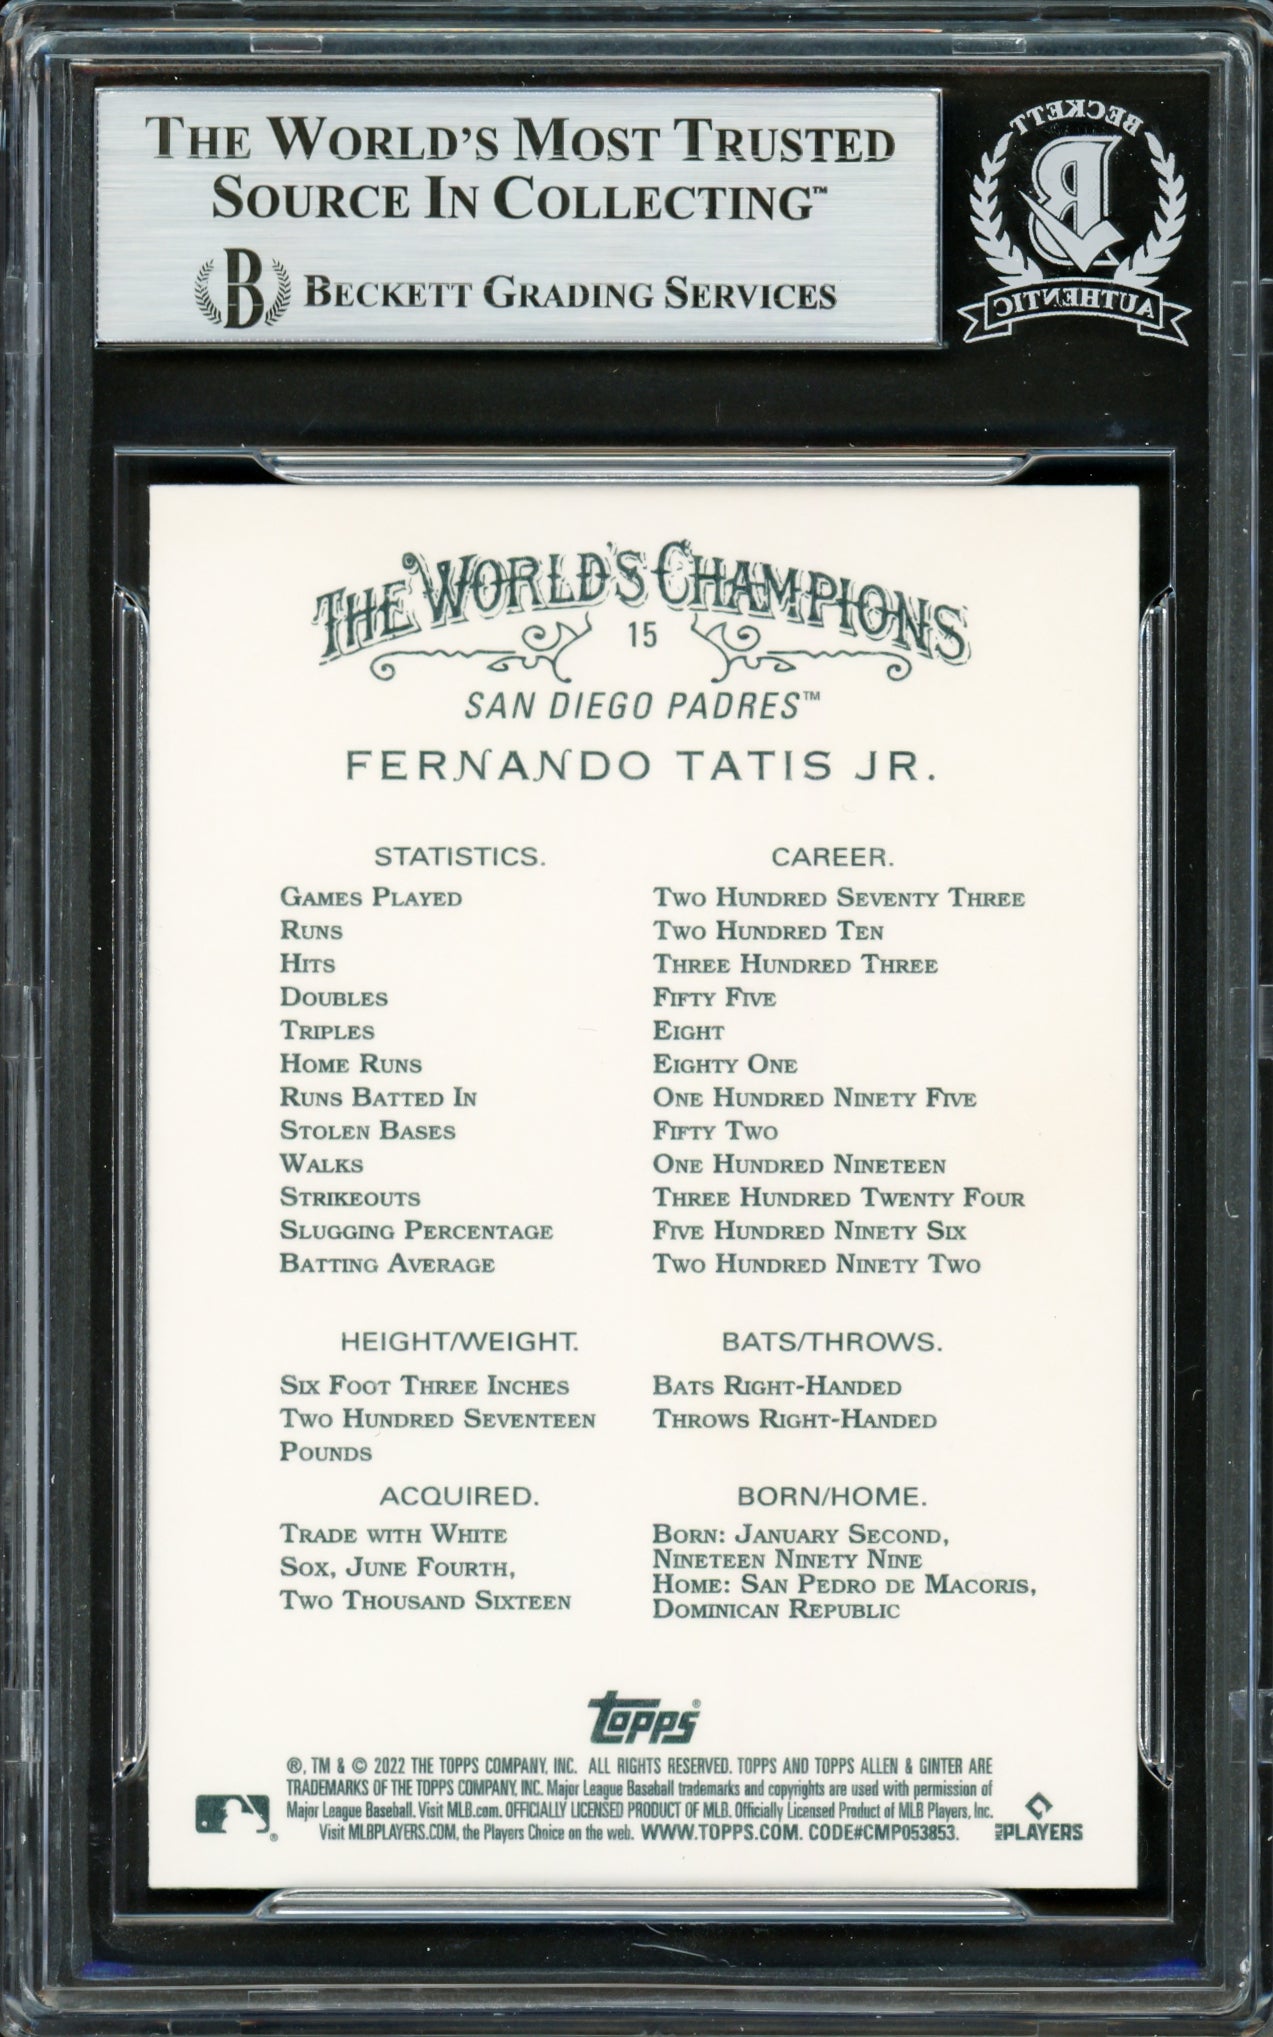 THE WORLD'S MOST TRUSTED
SOURCE IN COLLECTING™
B BECKETT GRADING SERVICES
BECKETT
AUTHENTIC
THE WORLD'S CHAMPIONS
15
SAN DIEGO PADRES™
FERNANDO TATIS JR.
STATISTICS. CAREER.
GAMES PLAYED TWO HUNDRED SEVENTY THREE
RUNS TWO HUNDRED TEN
HITS THREE HUNDRED THREE
DOUBLES FIFTY FIVE
TRIPLES EIGHT
HOME RUNS EIGHTY ONE
RUNS BATTED IN ONE HUNDRED NINETY FIVE
STOLEN BASES FIFTY TWO
WALKS ONE HUNDRED NINETEEN
STRIKEOUTS THREE HUNDRED TWENTY FOUR
SLUGGING PERCENTAGE FIVE HUNDRED NINETY SIX
BATTING AVERAGE TWO HUNDRED NINETY TWO
HEIGHT/WEIGHT.
SIX FOOT THREE INCHES
TWO HUNDRED SEVENTEEN
POUNDS
BATS/THROWS.
BATS RIGHT-HANDED
THROWS RIGHT-HANDED
ACQUIRED.
TRADE WITH WHITE
SOX, JUNE FOURTH,
TWO THOUSAND SIXTEEN
BORN/HOME.
BORN: JANUARY SECOND,
NINETEEN NINETY NINE
HOME: SAN PEDRO DE MACORIS,
DOMINICAN REPUBLIC
topps®
®, TM & © 2022 THE TOPPS COMPANY, INC. ALL RIGHTS RESERVED. TOPPS AND TOPPS ALLEN & GINTER ARE
TRADEMARKS OF THE TOPPS COMPANY, INC. Major League Baseball trademarks and copyrights are used with permission of
Major League Baseball. Visit MLB.com. OFFICIALLY LICENSED PRODUCT OF MLB. Officially Licensed Product of MLB Players, Inc.
Visit MLBPLAYERS.COM, the Players Choice on the web. WWW.TOPPS.COM. CODE#CMP053853.
MLB PLAYERS